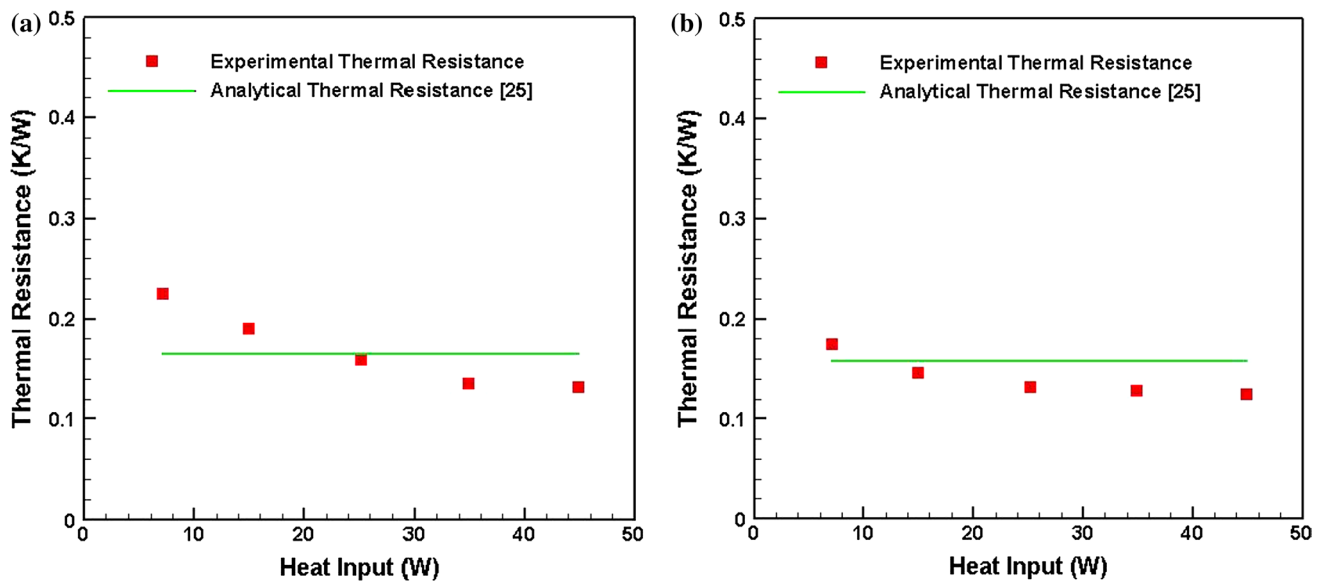 (a)
Thermal Resistance (K/W)
0.5
0.4
0.3
0.2
0.1
0
Experimental Thermal Resistance
Analytical Thermal Resistance [25]
0 10 20 30 40 50
Heat Input (W)
(b)
Thermal Resistance (K/W)
0.5
0.4
0.3
0.2
0.1
0
Experimental Thermal Resistance
Analytical Thermal Resistance [25]
0 10 20 30 40 50
Heat Input (W)